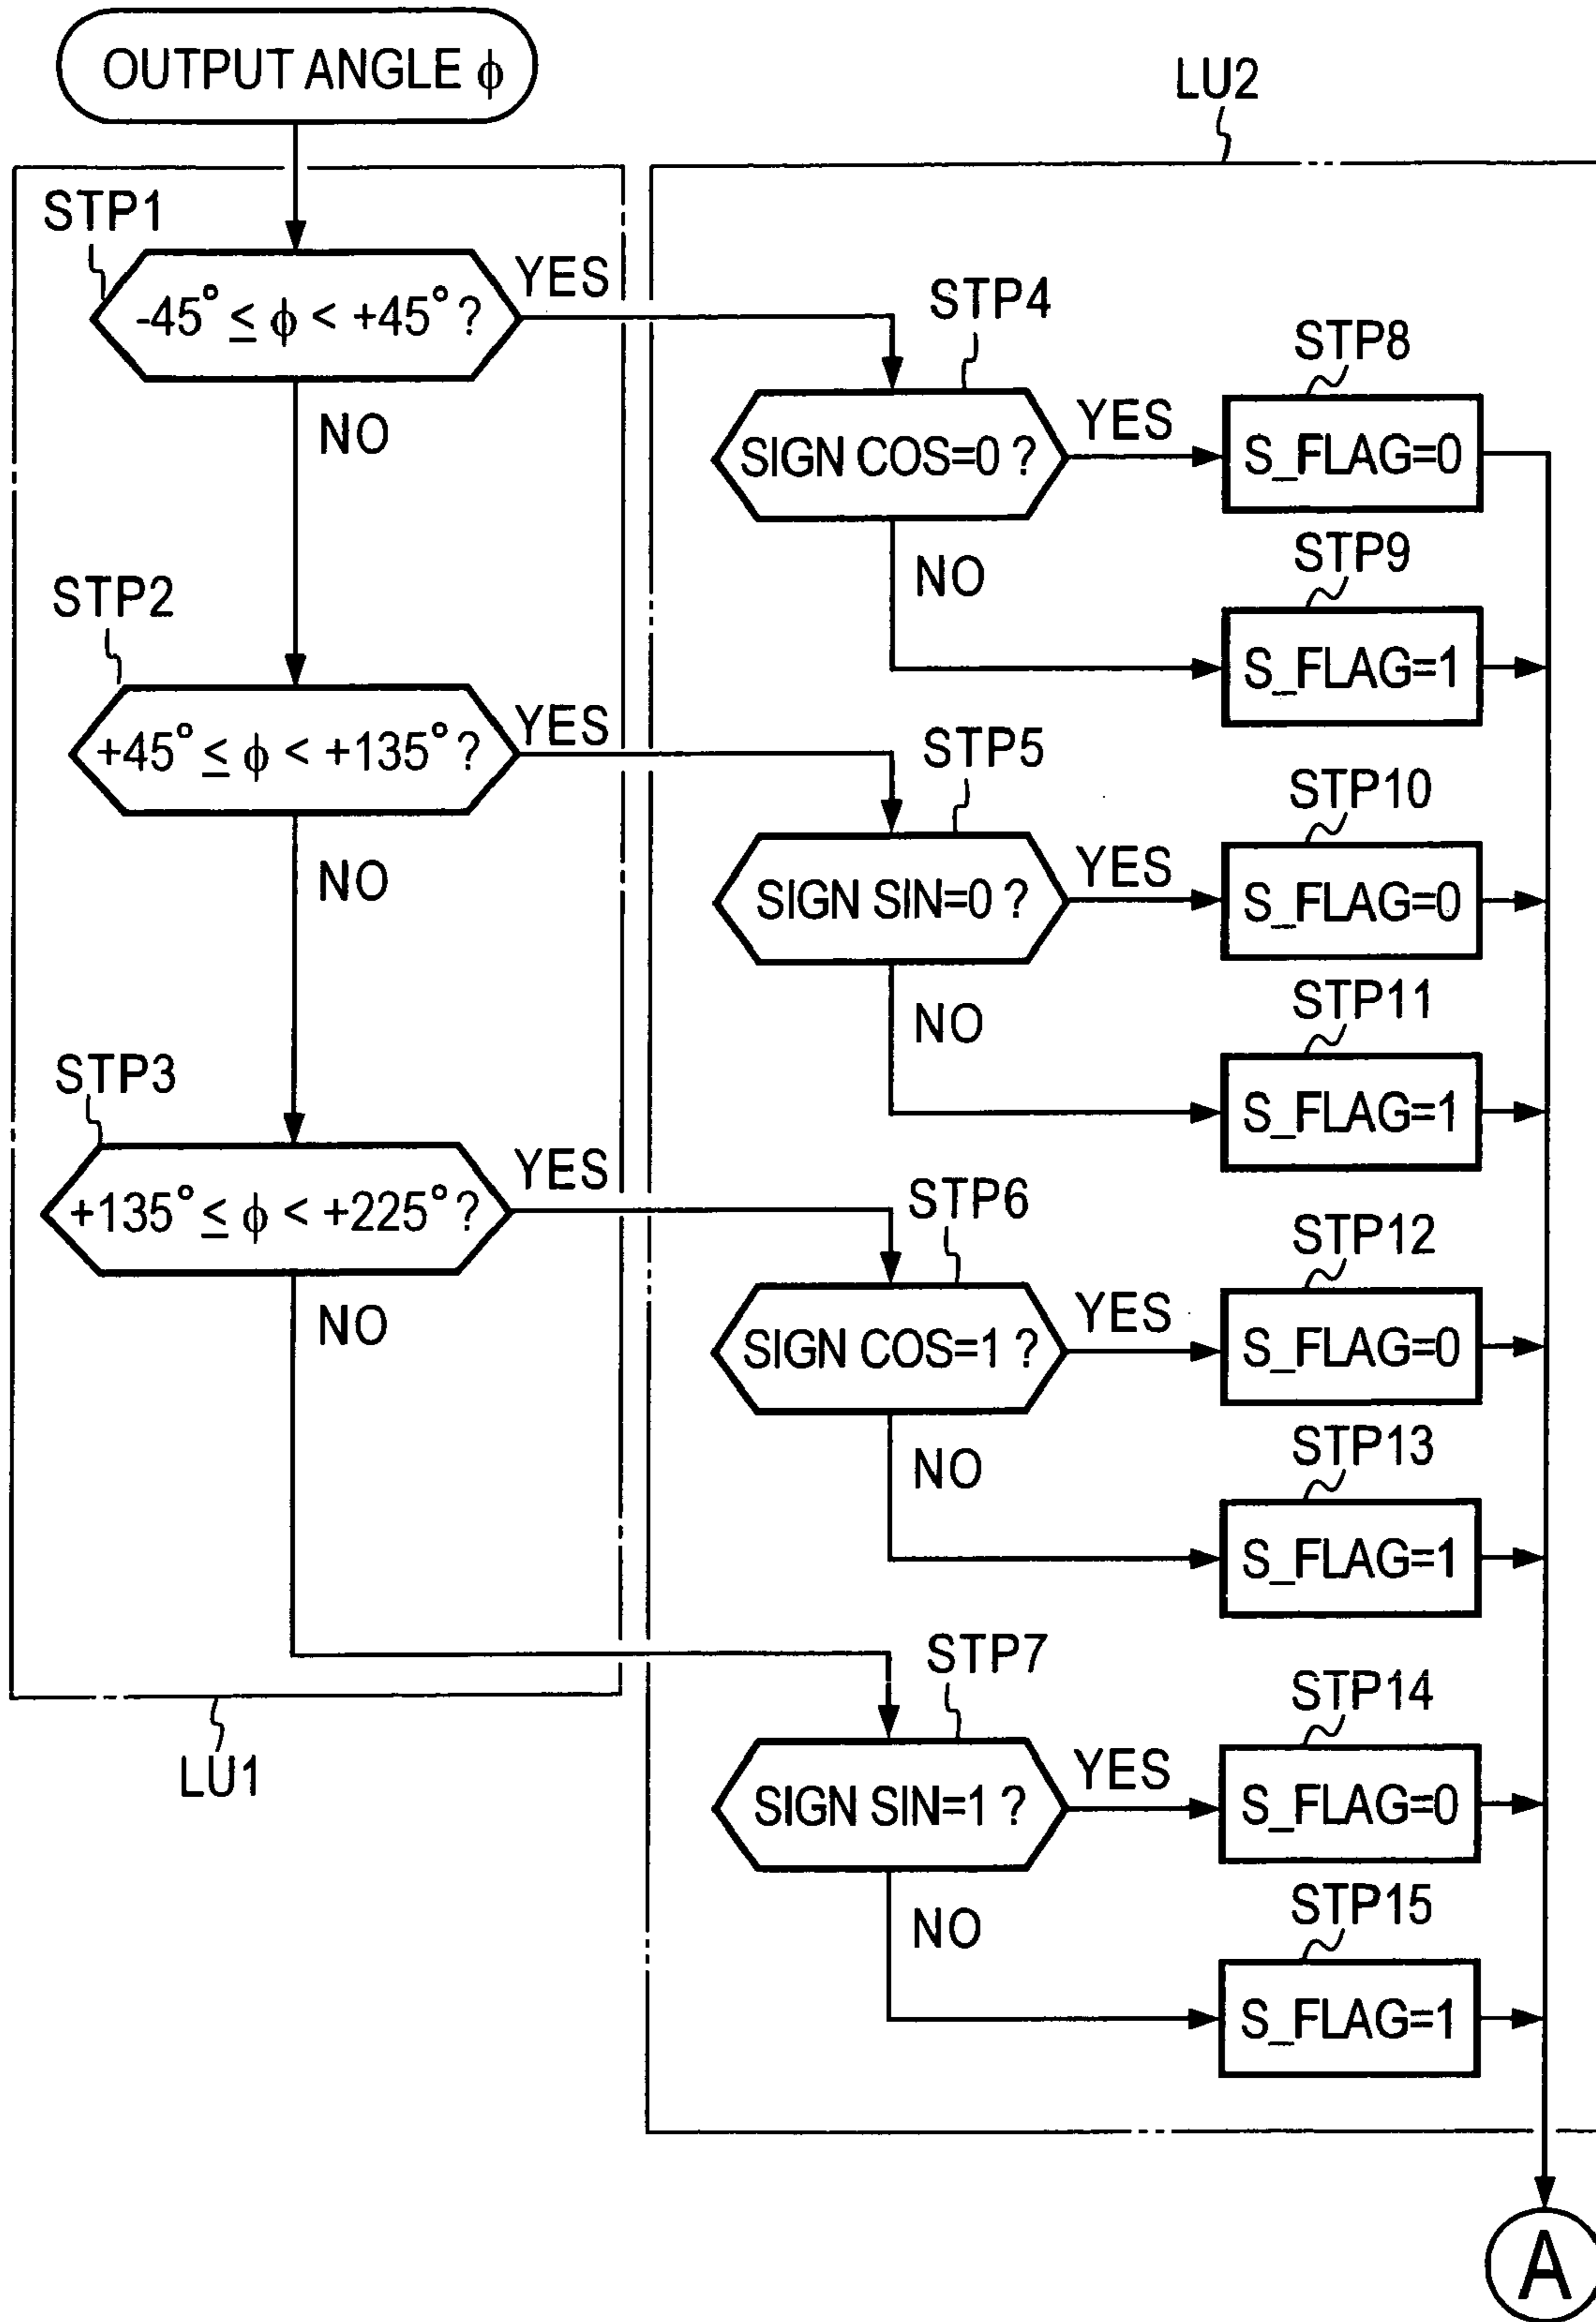 OUTPUT ANGLE ϕ
LU2
STP1
-45° ≤ ϕ < +45° ?
YES
NO
STP4
SIGN COS=0 ?
YES
NO
STP8
S_FLAG=0
STP9
S_FLAG=1
STP2
+45° ≤ ϕ < +135° ?
YES
NO
STP5
SIGN SIN=0 ?
YES
NO
STP10
S_FLAG=0
STP11
S_FLAG=1
STP3
+135° ≤ ϕ < +225° ?
YES
NO
STP6
SIGN COS=1 ?
YES
NO
STP12
S_FLAG=0
STP13
S_FLAG=1
LU1
STP7
SIGN SIN=1 ?
YES
NO
STP14
S_FLAG=0
STP15
S_FLAG=1
A